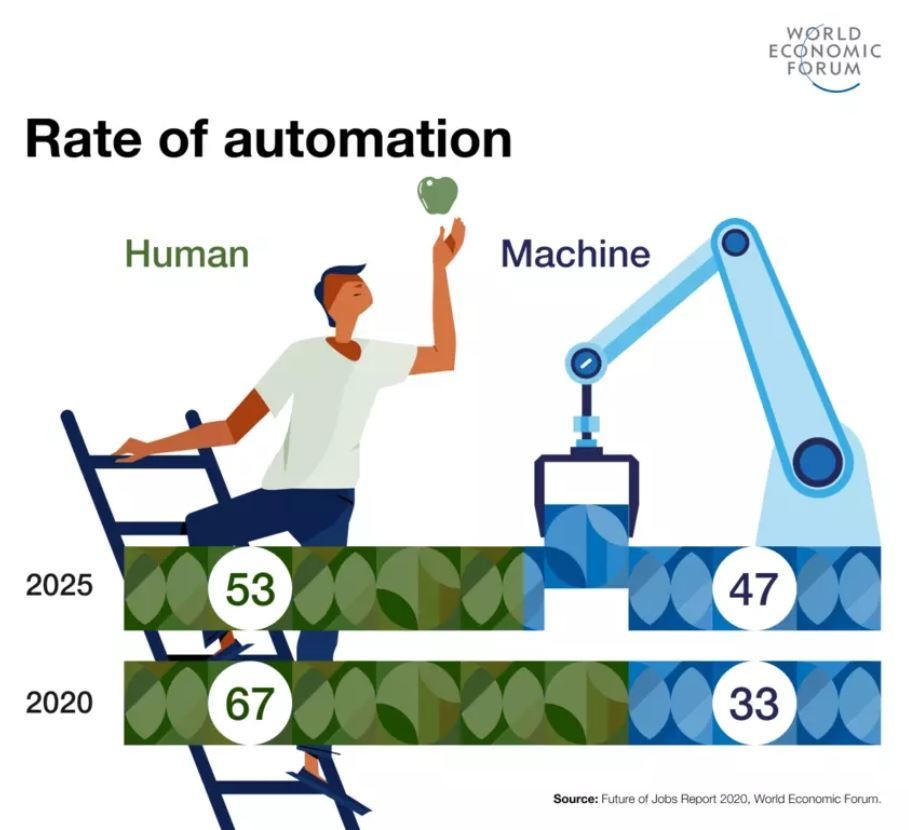 WORLD
ECONOMIC
FORUM
Rate of automation
Human
Machine
2025
53
47
2020
67
33
Source: Future of Jobs Report 2020, World Economic Forum.